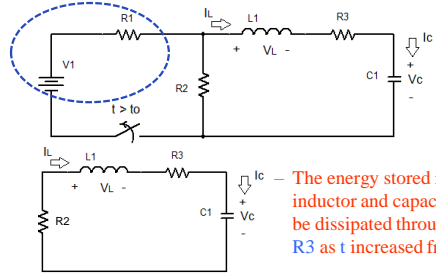 IL L1 R3
R1
+ VL - Ic
V1 +
R2 C1 Vc
-
t > to
IL L1 R3
+ VL - Ic
R2 C1 +
Vc
-
– The energy stored
inductor and capac
be dissipated throu
R3 as t increased f